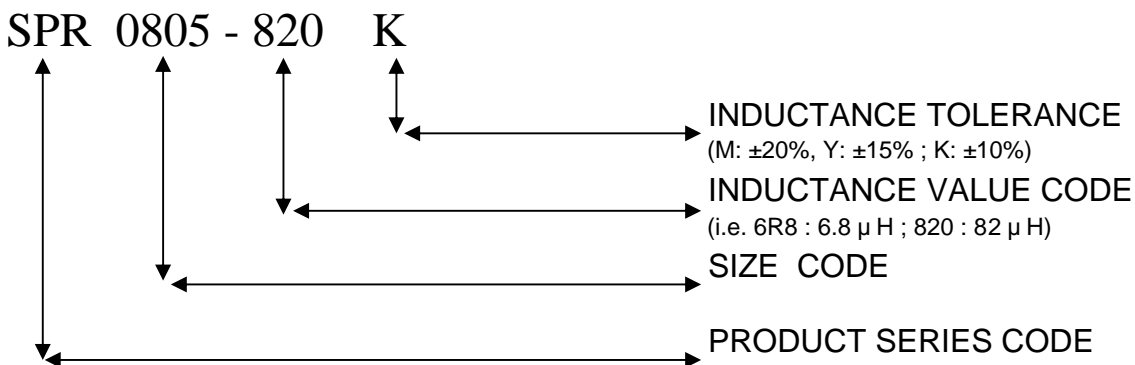 SPR 0805 - 820 K
INDUCTANCE TOLERANCE
(M: ±20%, Y: ±15% ; K: ±10%)
INDUCTANCE VALUE CODE
(i.e. 6R8 : 6.8 µ H ; 820 : 82 µ H)
SIZE CODE
PRODUCT SERIES CODE